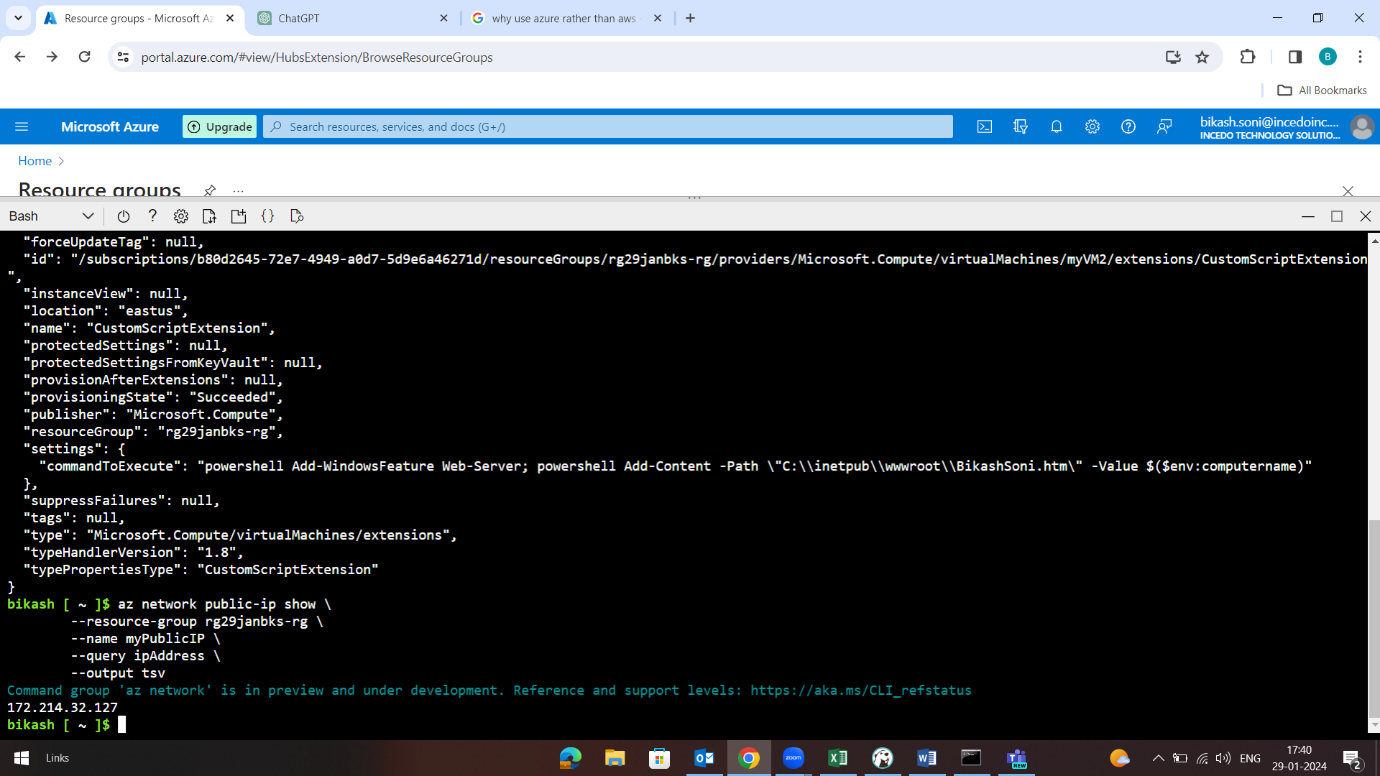 Resource groups - Microsoft Az
ChatGPT
why use azure rather than aws
portal.azure.com/#view/HubsExtension/BrowseResourceGroups
B
All Bookmarks
Microsoft Azure
Upgrade
Search resources, services, and docs (G+/)
bikash.soni@incedoinc....
INCEDO TECHNOLOGY SOLUTIO...
Home >
Resource groups
...
Bash
"forceUpdateTag": null,
"id": "/subscriptions/b80d2645-72e7-4949-a0d7-5d9e6a46271d/resourceGroups/rg29janbks-rg/providers/Microsoft.Compute/virtualMachines/myVM2/extensions/CustomScriptExtension
",
"instanceView": null,
"location": "eastus",
"name": "CustomScriptExtension",
"protectedSettings": null,
"protectedSettingsFromKeyVault": null,
"provisionAfterExtensions": null,
"provisioningState": "Succeeded",
"publisher": "Microsoft.Compute",
"resourceGroup": "rg29janbks-rg",
"settings": {
"commandToExecute": "powershell Add-WindowsFeature Web-Server; powershell Add-Content -Path \"C:\\inetpub\\wwwroot\\BikashSoni.htm\" -Value $($env:computername)"
},
"suppressFailures": null,
"tags": null,
"type": "Microsoft.Compute/virtualMachines/extensions",
"typeHandlerVersion": "1.8",
"typePropertiesType": "CustomScriptExtension"
}
bikash [ ~ ]$ az network public-ip show \
--resource-group rg29janbks-rg \
--name myPublicIP \
--query ipAddress \
--output tsv
Command group 'az network' is in preview and under development. Reference and support levels: https://aka.ms/CLI_refstatus
172.214.32.127
bikash [ ~ ]$
Links
zoom
NEW
ENG
17:40
29-01-2024
2